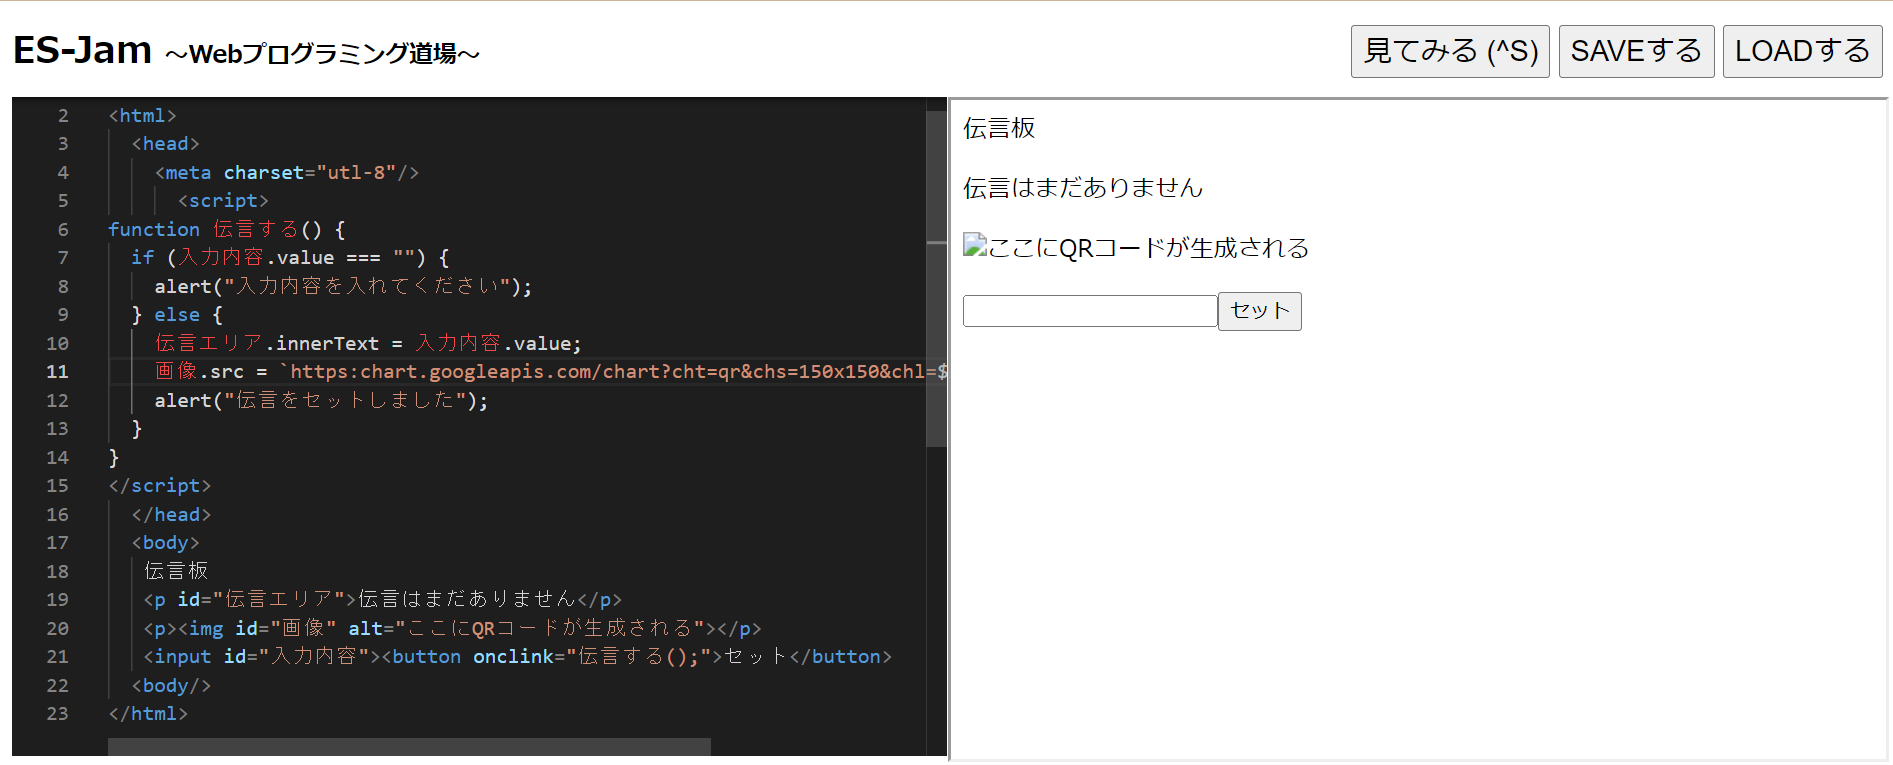 ES-Jam ～Webプログラミング道場～
見てみる (^S) SAVEする LOADする
2 <html>
3 <head>
4 <meta charset="utl-8"/>
5 <script>
6 function 伝言する() {
7 if (入力内容.value === "") {
8 alert("入力内容を入れてください");
9 } else {
10 伝言エリア.innerText = 入力内容.value;
11 画像.src = `https:chart.googleapis.com/chart?cht=qr&chs=150x150&chl=$
12 alert("伝言をセットしました");
13 }
14 }
15 </script>
16 </head>
17 <body>
18 伝言板
19 <p id="伝言エリア">伝言はまだありません</p>
20 <p><img id="画像" alt="ここにQRコードが生成される"></p>
21 <input id="入力内容"><button onclink="伝言する();">セット</button>
22 <body/>
23 </html>
伝言板
伝言はまだありません
ここにQRコードが生成される
セット